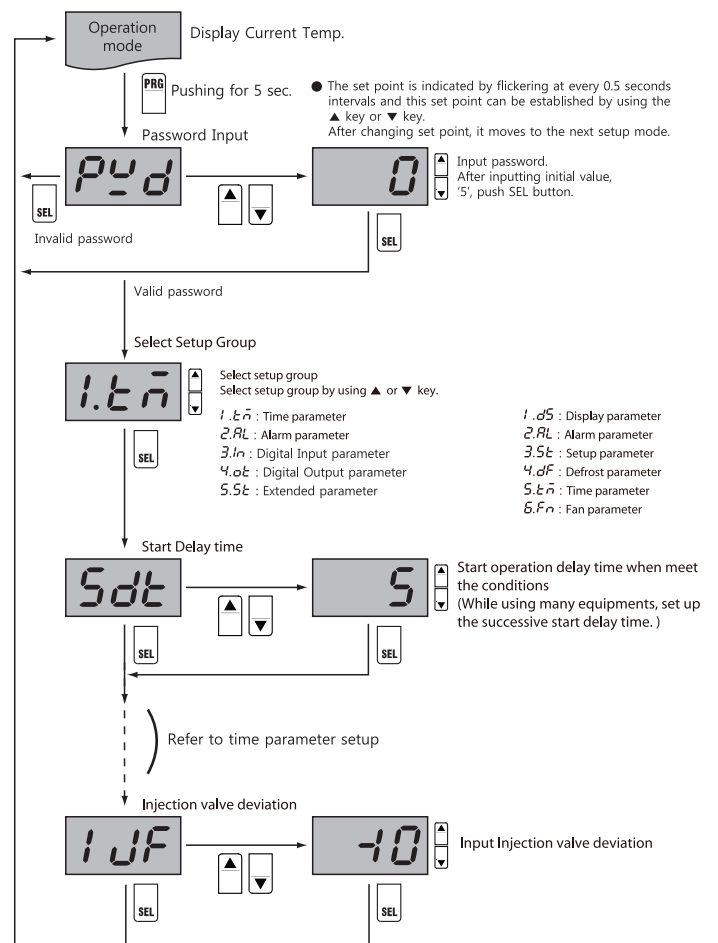 Operation
mode
Display Current Temp.
PRG
Pushing for 5 sec.
● The set point is indicated by flickering at every 0.5 seconds
intervals and this set point can be established by using the
▲ key or ▼ key.
After changing set point, it moves to the next setup mode.
Password Input
PYd
0
▲
▼
Input password.
After inputting initial value,
'5', push SEL button.
SEL
▲
▼
SEL
Invalid password
Valid password
Select Setup Group
1.tñ
▲
▼
Select setup group
Select setup group by using ▲ or ▼ key.
1.tñ : Time parameter
2.AL : Alarm parameter
3.In : Digital Input parameter
4.ot : Digital Output parameter
5.St : Extended parameter
1.dS : Display parameter
2.AL : Alarm parameter
3.St : Setup parameter
4.dF : Defrost parameter
5.tñ : Time parameter
6.Fn : Fan parameter
SEL
Start Delay time
Sdt
5
▲
▼
Start operation delay time when meet
the conditions
(While using many equipments, set up
the successive start delay time. )
▲
▼
SEL
SEL
Refer to time parameter setup
Injection valve deviation
IJF
-10
▲
▼
Input Injection valve deviation
▲
▼
SEL
SEL